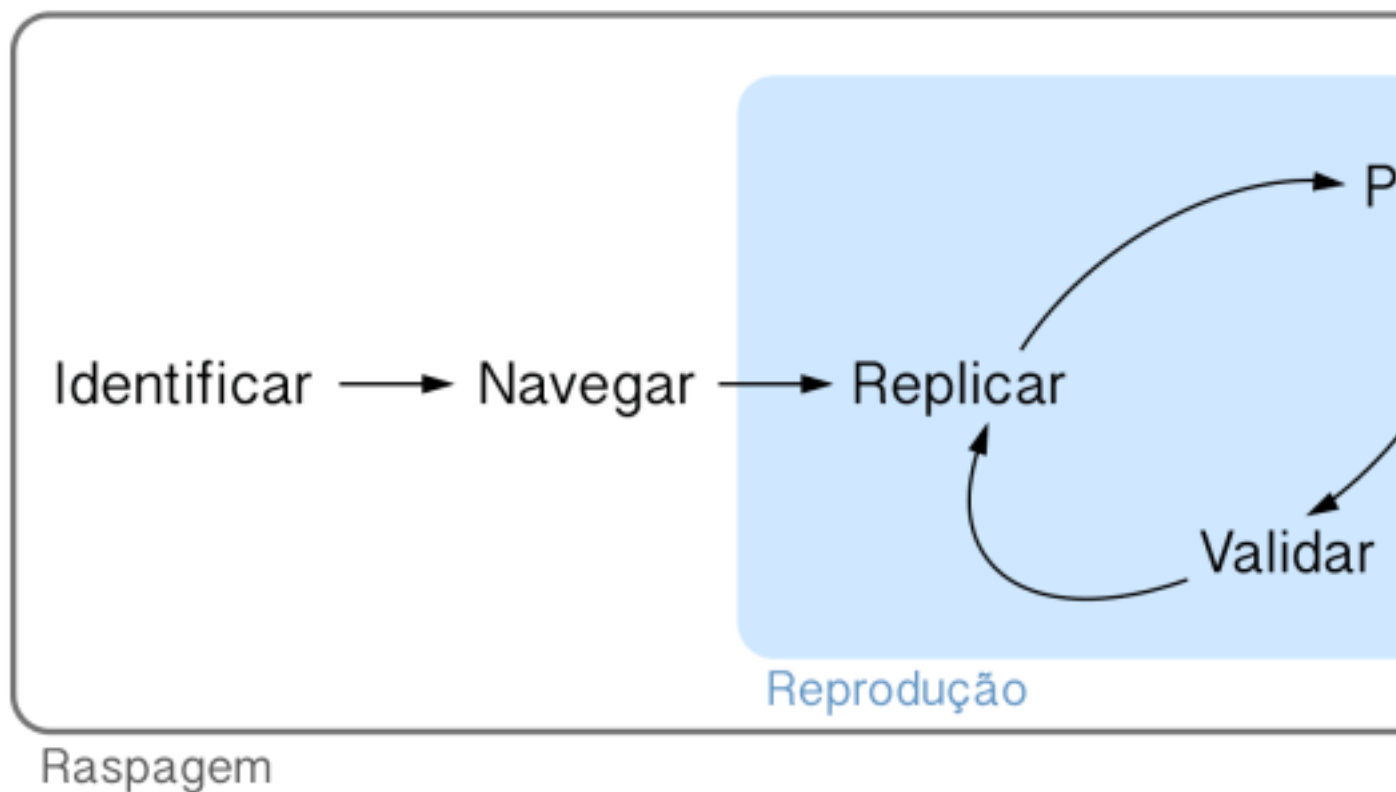 Identificar
Navegar
Replicar
P
Validar
Reprodução
Raspagem